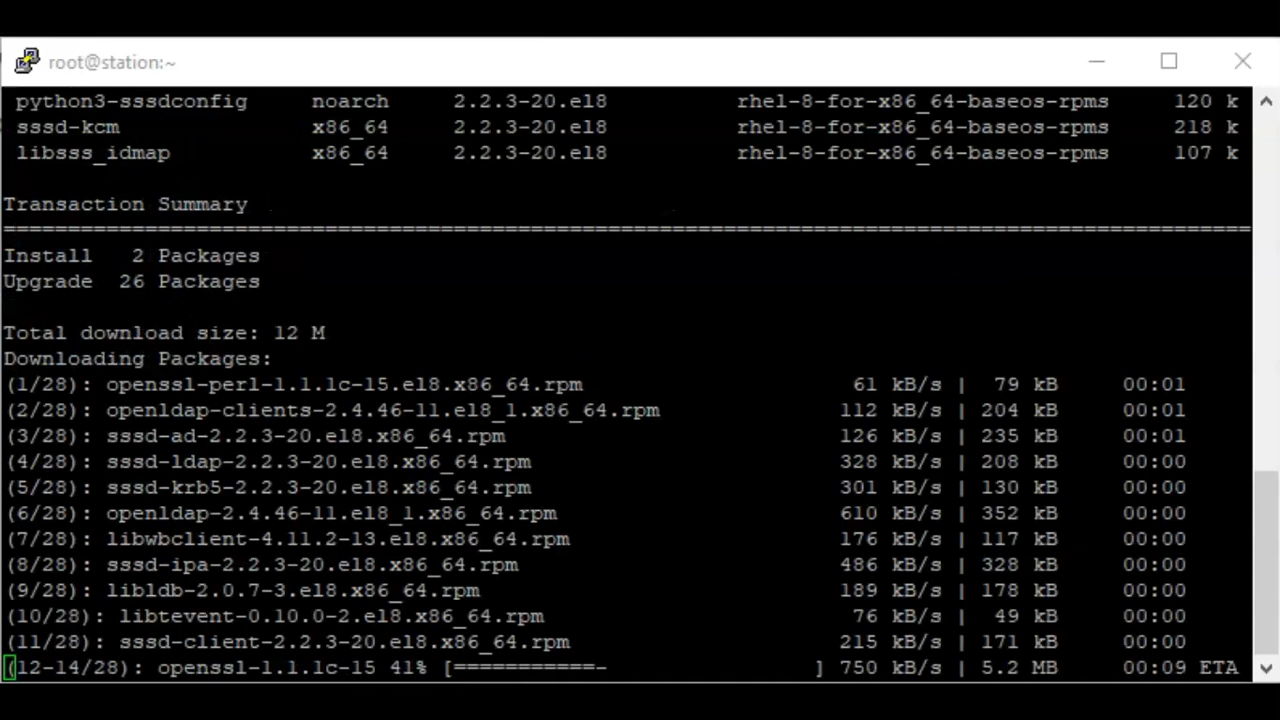 root@station:~
python3-sssdconfig noarch 2.2.3-20.el8 rhel-8-for-x86_64-baseos-rpms 120 k
sssd-kcm x86_64 2.2.3-20.el8 rhel-8-for-x86_64-baseos-rpms 218 k
libsss_idmap x86_64 2.2.3-20.el8 rhel-8-for-x86_64-baseos-rpms 107 k
Transaction Summary
==================================================================================================
Install 2 Packages
Upgrade 26 Packages
Total download size: 12 M
Downloading Packages:
(1/28): openssl-perl-1.1.1c-15.el8.x86_64.rpm 61 kB/s | 79 kB 00:01
(2/28): openldap-clients-2.4.46-11.el8_1.x86_64.rpm 112 kB/s | 204 kB 00:01
(3/28): sssd-ad-2.2.3-20.el8.x86_64.rpm 126 kB/s | 235 kB 00:01
(4/28): sssd-ldap-2.2.3-20.el8.x86_64.rpm 328 kB/s | 208 kB 00:00
(5/28): sssd-krb5-2.2.3-20.el8.x86_64.rpm 301 kB/s | 130 kB 00:00
(6/28): openldap-2.4.46-11.el8_1.x86_64.rpm 610 kB/s | 352 kB 00:00
(7/28): libwbclient-4.11.2-13.el8.x86_64.rpm 176 kB/s | 117 kB 00:00
(8/28): sssd-ipa-2.2.3-20.el8.x86_64.rpm 486 kB/s | 328 kB 00:00
(9/28): libldb-2.0.7-3.el8.x86_64.rpm 189 kB/s | 178 kB 00:00
(10/28): libtevent-0.10.0-2.el8.x86_64.rpm 76 kB/s | 49 kB 00:00
(11/28): sssd-client-2.2.3-20.el8.x86_64.rpm 215 kB/s | 171 kB 00:00
(12-14/28): openssl-1.1.1c-15 41% [===========- ] 750 kB/s | 5.2 MB 00:09 ETA